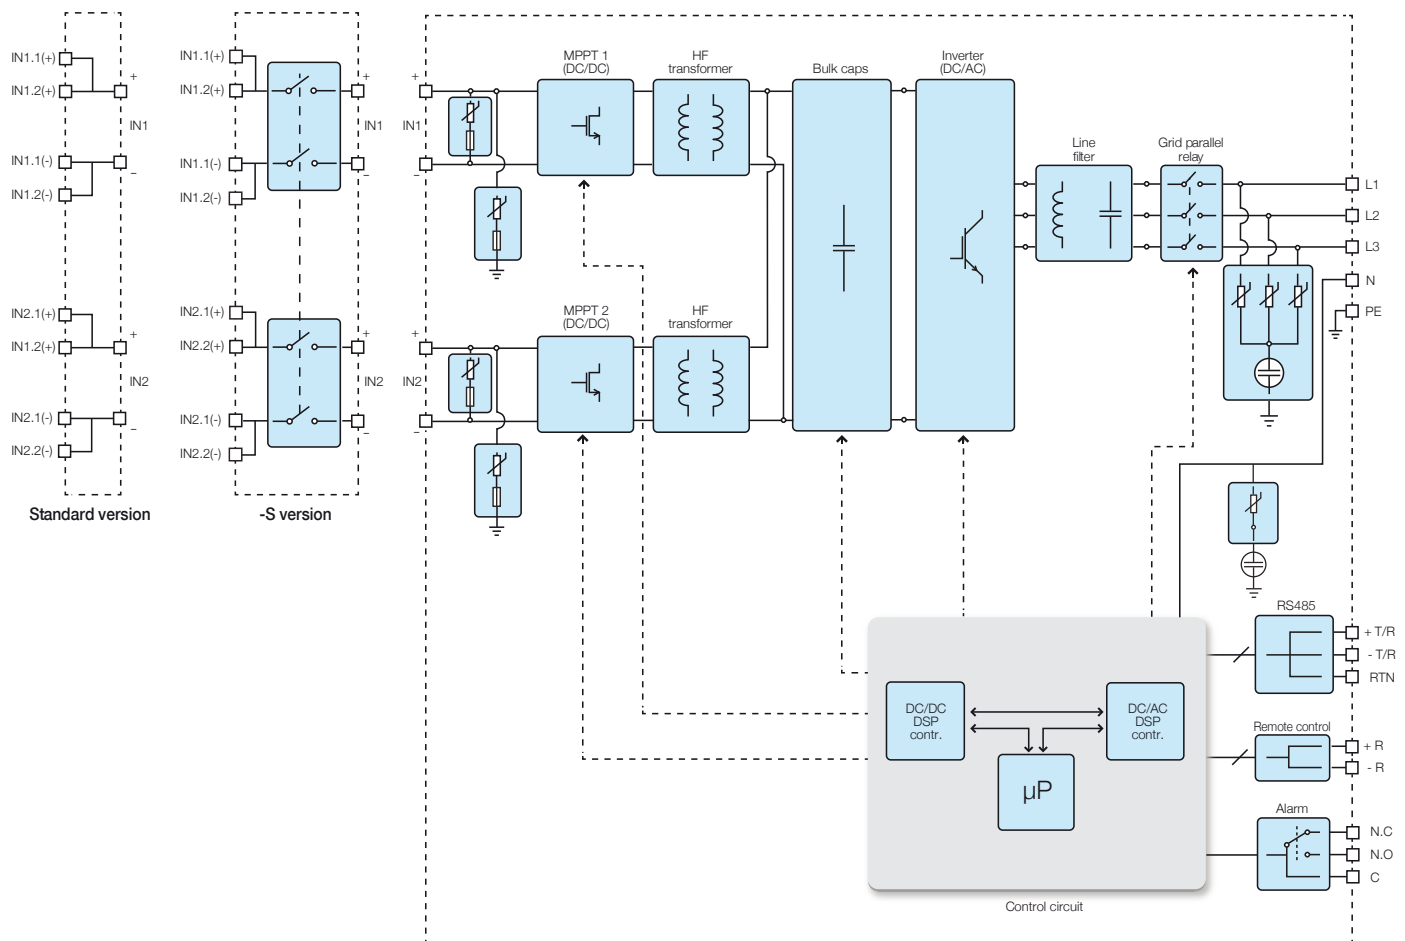 IN1.1(+)
IN1.2(+)
+
IN1
IN1.1(-)
IN1.2(-)
–
IN2.1(+)
IN1.2(+)
+
IN2
IN2.1(-)
IN2.2(-)
–
Standard version
IN1.1(+)
IN1.2(+)
+
IN1
IN1.1(-)
IN1.2(-)
–
IN2.1(+)
IN2.2(+)
+
IN2
IN2.1(-)
IN2.2(-)
–
-S version
+
IN1
–
+
IN2
–
MPPT 1
(DC/DC)
HF
transformer
MPPT 2
(DC/DC)
HF
transformer
Bulk caps
Inverter
(DC/AC)
Line
filter
Grid parallel
relay
L1
L2
L3
N
PE
RS485
+ T/R
- T/R
RTN
Remote control
+ R
- R
Alarm
N.C
N.O
C
DC/DC
DSP
contr.
DC/AC
DSP
contr.
µP
Control circuit